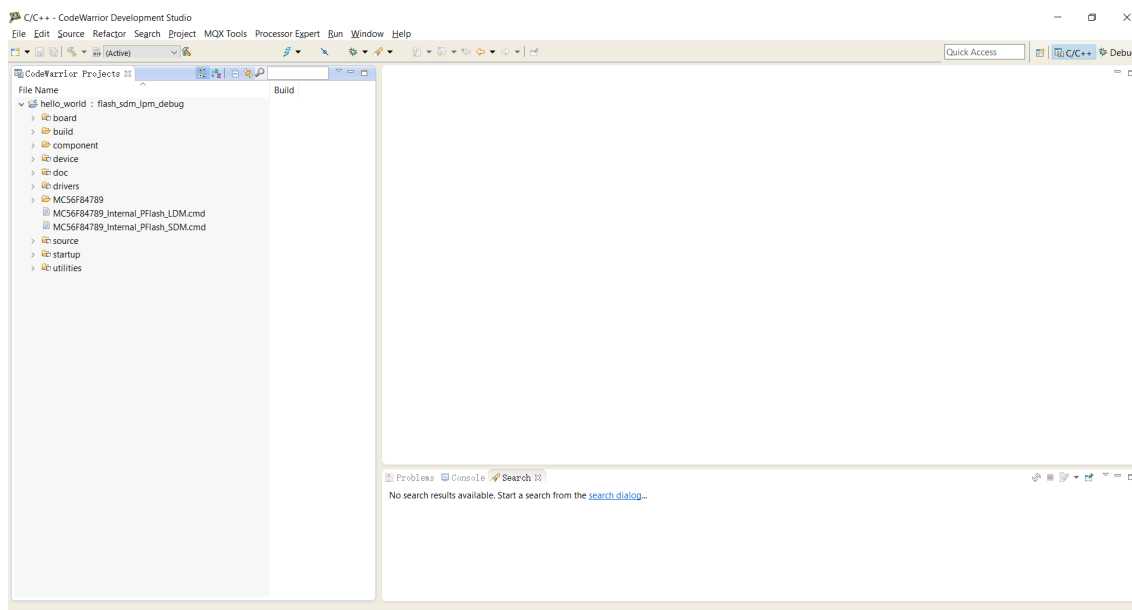 C/C++ - CodeWarrior Development Studio
File Edit Source Refactor Search Project MQX Tools Processor Expert Run Window Help
(Active)
Quick Access
C/C++
Debu
CodeWarrior Projects
File Name Build
hello_world : flash_sdm_lpm_debug
board
build
component
device
doc
drivers
MC56F84789
MC56F84789_Internal_PFlash_LDM.cmd
MC56F84789_Internal_PFlash_SDM.cmd
source
startup
utilities
Problems Console Search
No search results available. Start a search from the search dialog...